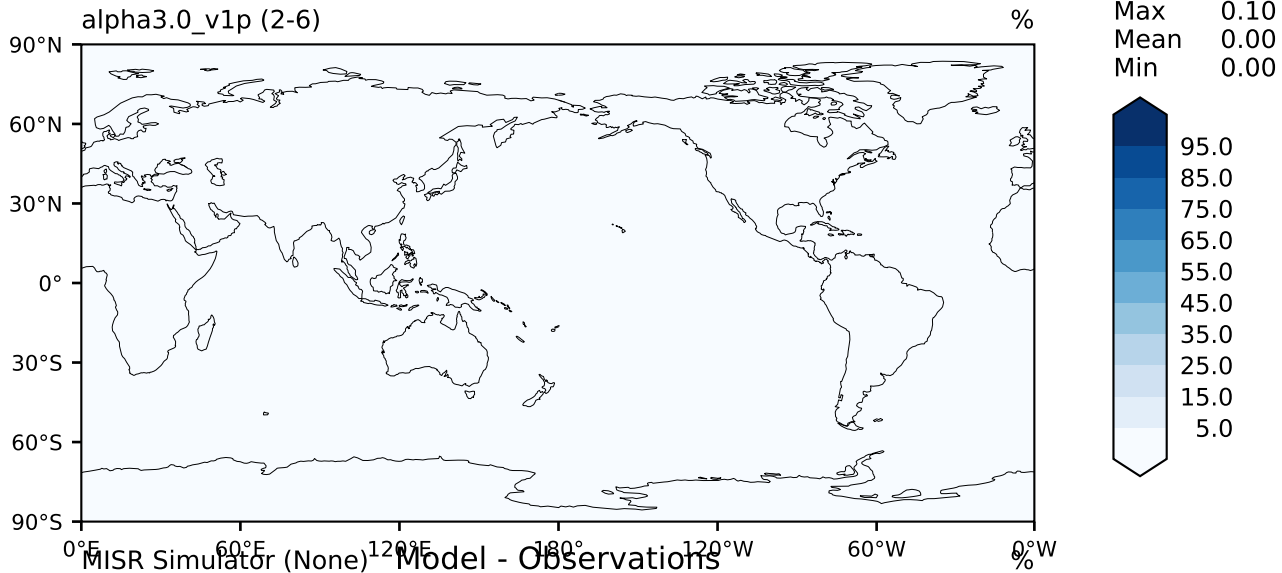 alpha3.0_v1p (2-6) %
Max 0.10
Mean 0.00
Min 0.00
90°N
60°N
30°N
0°
30°S
60°S
90°S
0°E 60°E 120°E 180° 120°W 60°W 0°W
95.0
85.0
75.0
65.0
55.0
45.0
35.0
25.0
15.0
5.0
MISR Simulator (None) Model - Observations %